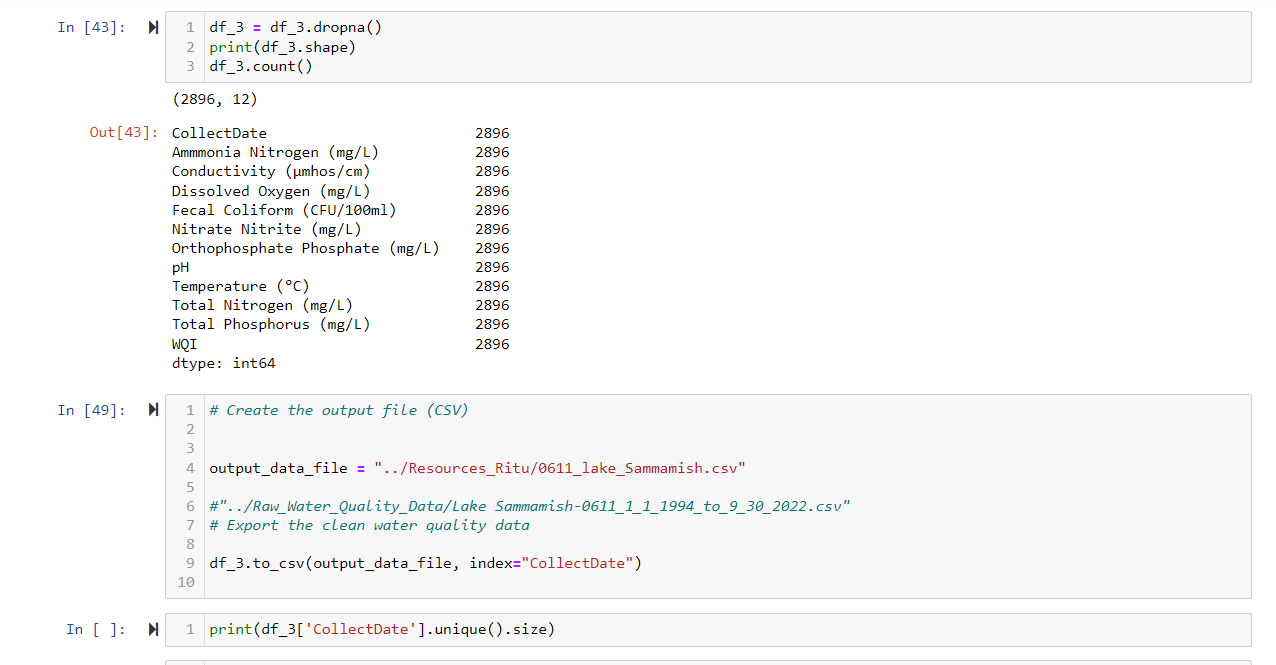 In [43]:
1 df_3 = df_3.dropna()
2 print(df_3.shape)
3 df_3.count()
(2896, 12)
Out[43]: CollectDate 2896
Ammmonia Nitrogen (mg/L) 2896
Conductivity (µmhos/cm) 2896
Dissolved Oxygen (mg/L) 2896
Fecal Coliform (CFU/100ml) 2896
Nitrate Nitrite (mg/L) 2896
Orthophosphate Phosphate (mg/L) 2896
pH 2896
Temperature (°C) 2896
Total Nitrogen (mg/L) 2896
Total Phosphorus (mg/L) 2896
WQI 2896
dtype: int64
In [49]:
1 # Create the output file (CSV)
2
3
4 output_data_file = "../Resources_Ritu/0611_lake_Sammamish.csv"
5
6 #"../Raw_Water_Quality_Data/Lake Sammamish-0611_1_1_1994_to_9_30_2022.csv"
7 # Export the clean water quality data
8
9 df_3.to_csv(output_data_file, index="CollectDate")
10
In [ ]:
1 print(df_3['CollectDate'].unique().size)